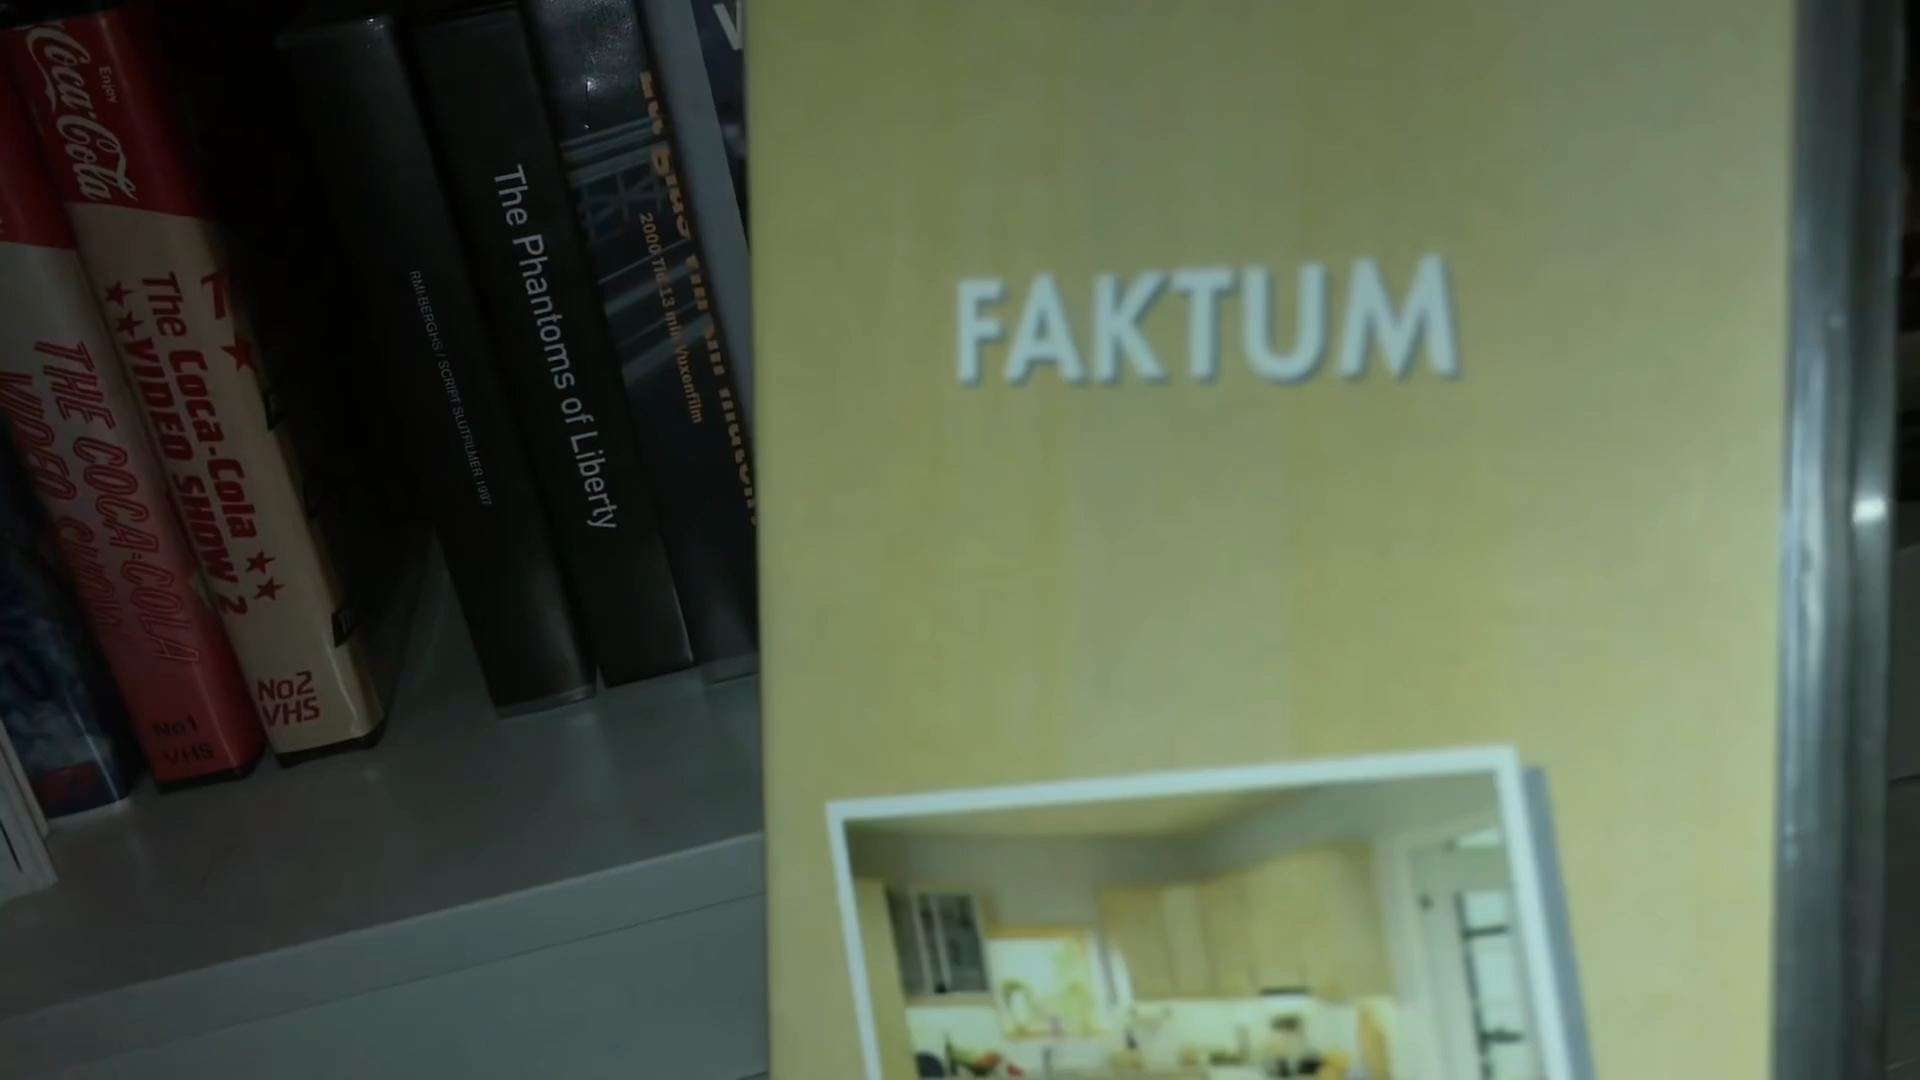 Enjoy
Coca-Cola
THE COCA-COLA
No1
VHS
The Coca-Cola
★★VIDEO SHOW 2
★★
No2
VHS
RMI BERGHS / SCRIPT SLUTFILMER 1997
The Phantoms of Liberty
2000 Tid 13 min Vuxenfilm
FAKTUM